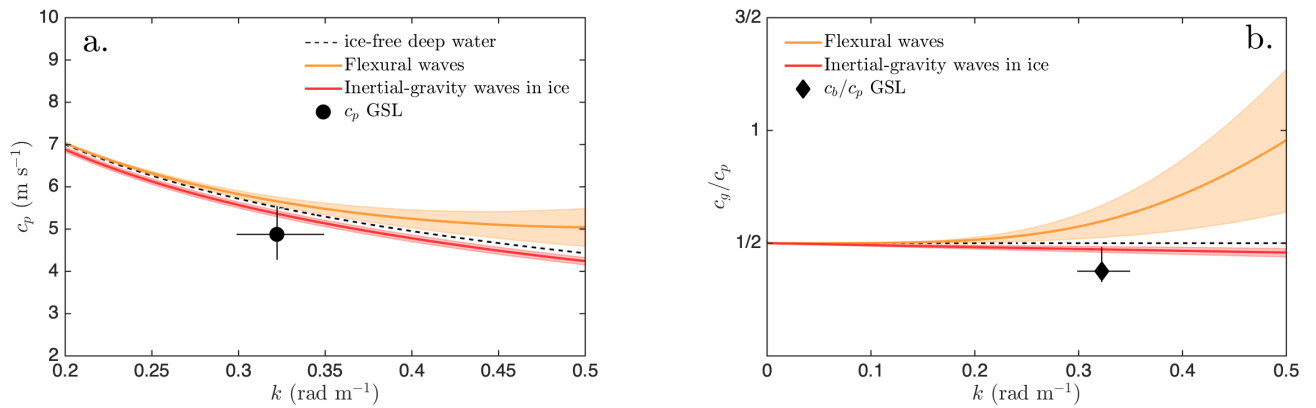 a.
ice-free deep water
Flexural waves
Inertial-gravity waves in ice
c_p GSL
10
9
8
7
6
5
4
3
2
c_p (m s⁻¹)
0.2
0.25
0.3
0.35
0.4
0.45
0.5
k (rad m⁻¹)
b.
Flexural waves
Inertial-gravity waves in ice
c_b/c_p GSL
3/2
1
1/2
c_g/c_p
0
0.1
0.2
0.3
0.4
0.5
k (rad m⁻¹)